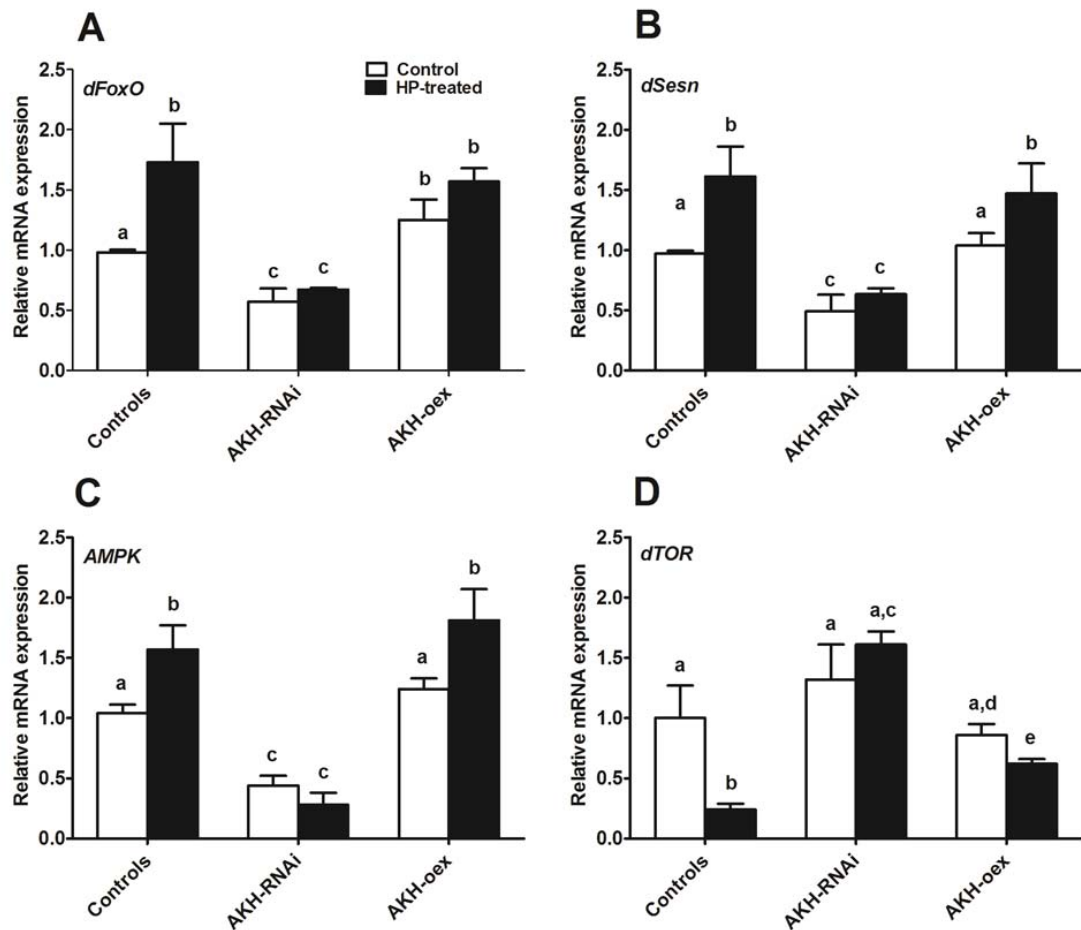 A
dFoxO
Control
HP-treated
Relative mRNA expression
2.5
2.0
1.5
1.0
0.5
0.0
a
b
c
c
b
b
Controls
AKH-RNAi
AKH-oex
B
dSesn
Relative mRNA expression
2.5
2.0
1.5
1.0
0.5
0.0
a
b
c
c
a
b
Controls
AKH-RNAi
AKH-oex
C
AMPK
Relative mRNA expression
2.5
2.0
1.5
1.0
0.5
0.0
a
b
c
c
a
b
Controls
AKH-RNAi
AKH-oex
D
dTOR
Relative mRNA expression
2.5
2.0
1.5
1.0
0.5
0.0
a
b
a
a,c
a,d
e
Controls
AKH-RNAi
AKH-oex